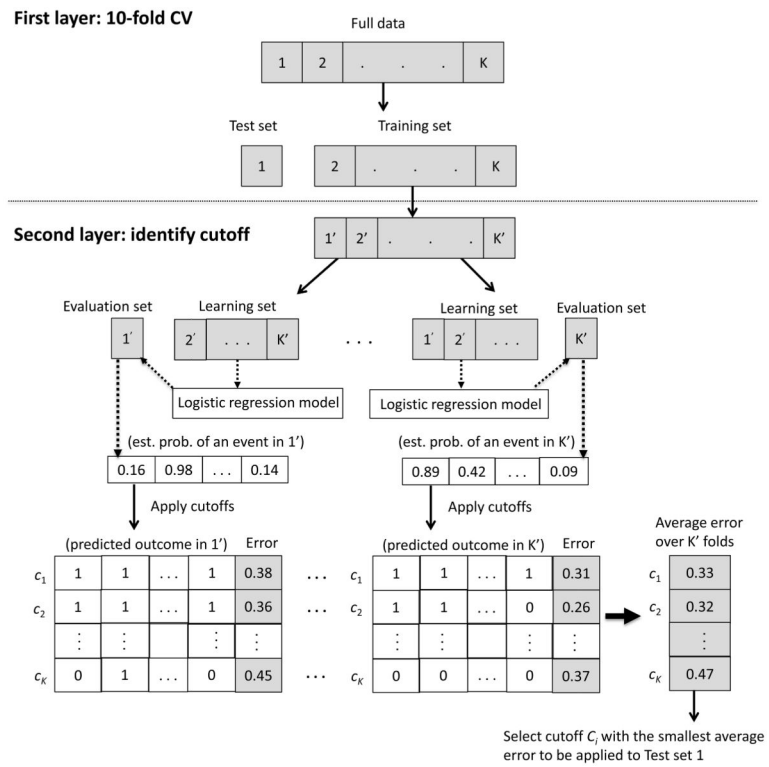 First layer: 10-fold CV
Full data
1 2 . . . K
Test set Training set
1 2 . . . K
Second layer: identify cutoff
1′ 2′ . . . K′
Evaluation set Learning set Learning set Evaluation set
1′ 2′ . . . K′ . . . 1′ 2′ . . . K′
Logistic regression model Logistic regression model
(est. prob. of an event in 1′) (est. prob. of an event in K′)
0.16 0.98 . . . 0.14 0.89 0.42 . . . 0.09
Apply cutoffs Apply cutoffs
Average error
over K′ folds
(predicted outcome in 1′) Error (predicted outcome in K′) Error
c1 1 1 . . . 1 0.38 ... c1 1 1 . . . 1 0.31 c1 0.33
c2 1 1 . . . 1 0.36 ... c2 1 1 . . . 0 0.26 c2 0.32
⋮ ⋮ ⋮ ⋮ ⋮ ⋮ ⋮ ⋮ ⋮
cK 0 1 . . . 0 0.45 ... cK 0 0 . . . 0 0.37 cK 0.47
Select cutoff Ci with the smallest average
error to be applied to Test set 1